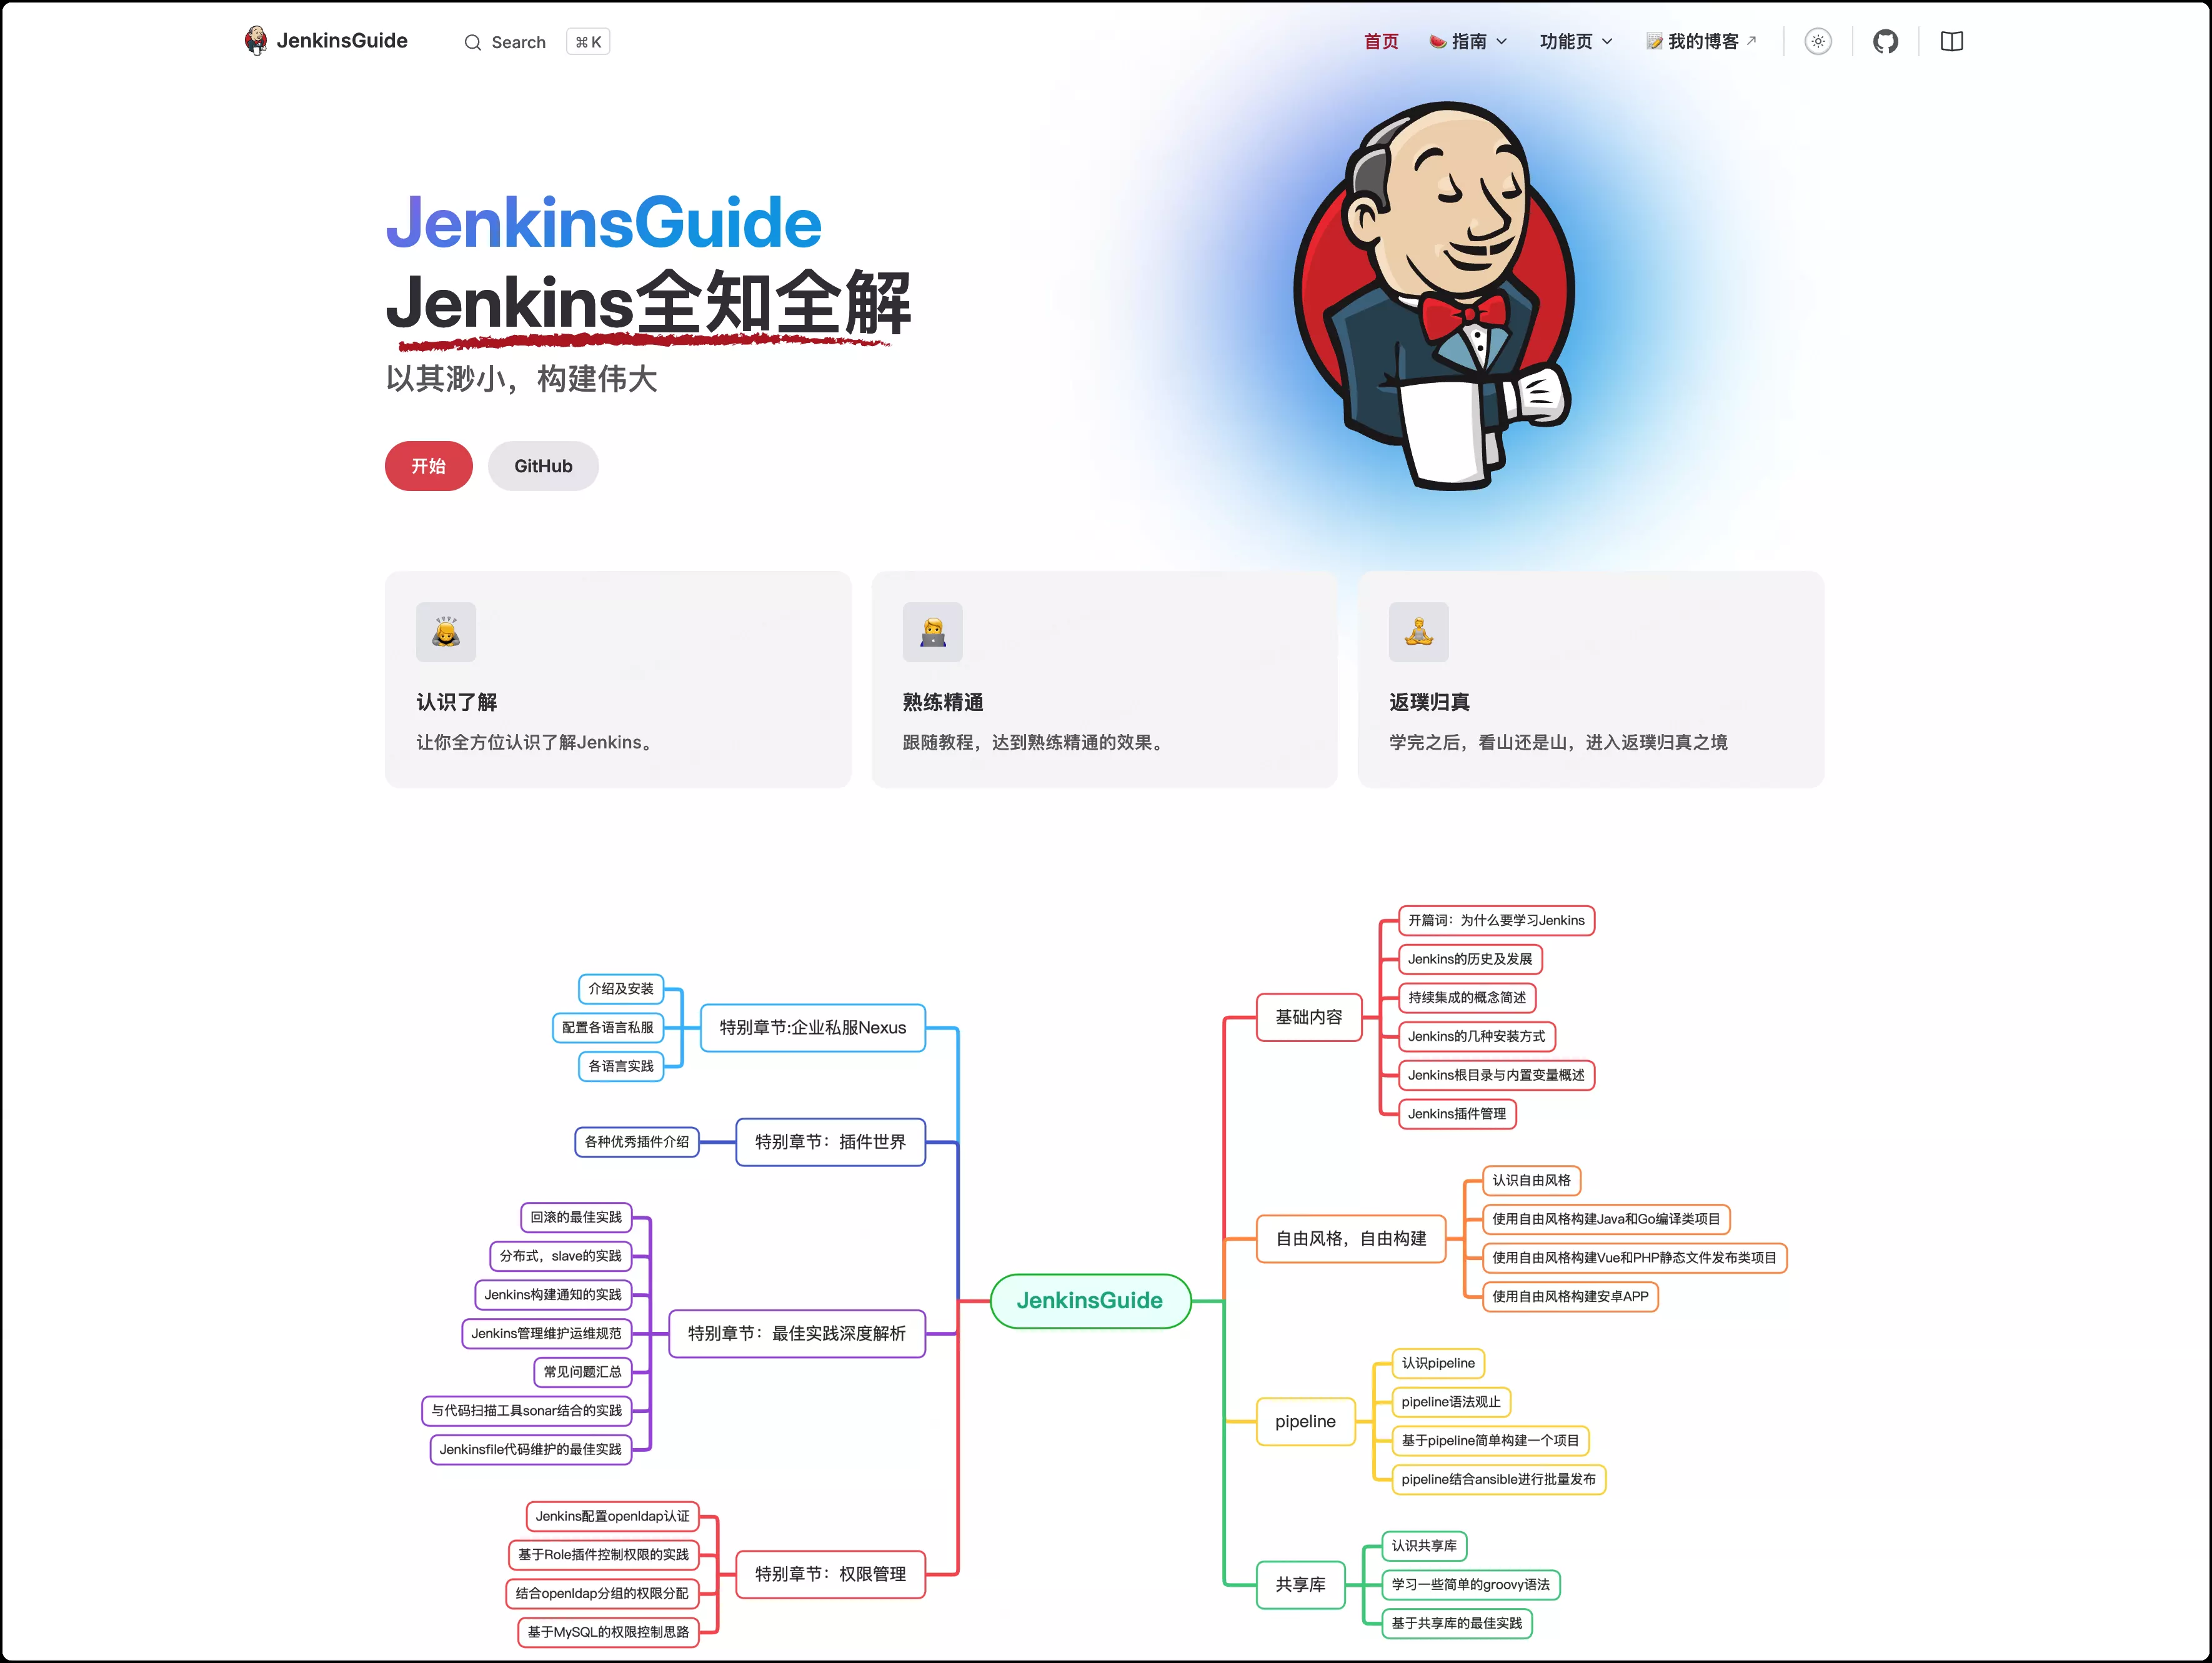 JenkinsGuide
Search
⌘ K
首页
🍉 指南
功能页
📝 我的博客
JenkinsGuide
Jenkins全知全解
以其渺小，构建伟大
开始
GitHub
认识了解
让你全方位认识了解Jenkins。
熟练精通
跟随教程，达到熟练精通的效果。
返璞归真
学完之后，看山还是山，进入返璞归真之境
介绍及安装
配置各语言私服
各语言实践
特别章节:企业私服Nexus
各种优秀插件介绍
特别章节：插件世界
回滚的最佳实践
分布式，slave的实践
Jenkins构建通知的实践
Jenkins管理维护运维规范
常见问题汇总
与代码扫描工具sonar结合的实践
Jenkinsfile代码维护的最佳实践
特别章节：最佳实践深度解析
Jenkins配置openldap认证
基于Role插件控制权限的实践
结合openldap分组的权限分配
基于MySQL的权限控制思路
特别章节：权限管理
JenkinsGuide
基础内容
开篇词：为什么要学习Jenkins
Jenkins的历史及发展
持续集成的概念简述
Jenkins的几种安装方式
Jenkins根目录与内置变量概述
Jenkins插件管理
自由风格，自由构建
认识自由风格
使用自由风格构建Java和Go编译类项目
使用自由风格构建Vue和PHP静态文件发布类项目
使用自由风格构建安卓APP
pipeline
认识pipeline
pipeline语法观止
基于pipeline简单构建一个项目
pipeline结合ansible进行批量发布
共享库
认识共享库
学习一些简单的groovy语法
基于共享库的最佳实践